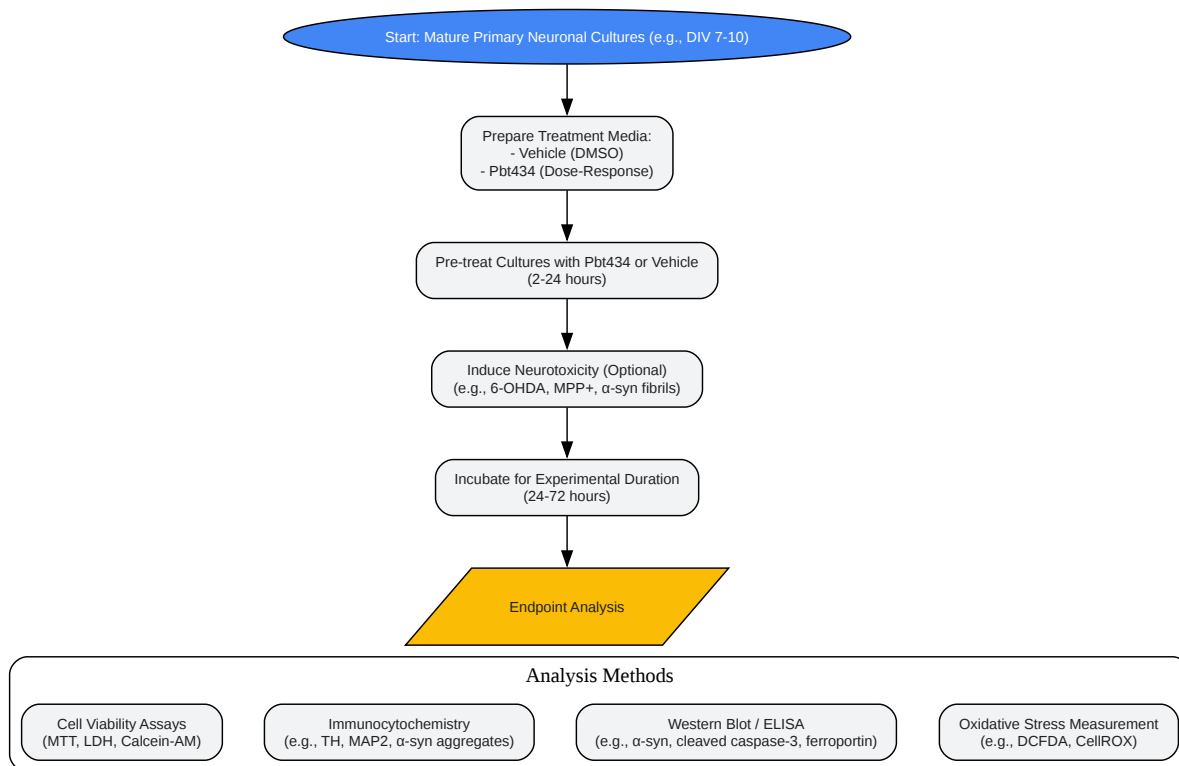 Start: Mature Primary Neuronal Cultures (e.g., DIV 7-10)
Prepare Treatment Media:
- Vehicle (DMSO)
- Pbt434 (Dose-Response)
Pre-treat Cultures with Pbt434 or Vehicle
(2-24 hours)
Induce Neurotoxicity (Optional)
(e.g., 6-OHDA, MPP+, α-syn fibrils)
Incubate for Experimental Duration
(24-72 hours)
Endpoint Analysis
Analysis Methods
Cell Viability Assays
(MTT, LDH, Calcein-AM)
Immunocytochemistry
(e.g., TH, MAP2, α-syn aggregates)
Western Blot / ELISA
(e.g., α-syn, cleaved caspase-3, ferroportin)
Oxidative Stress Measurement
(e.g., DCFDA, CellROX)